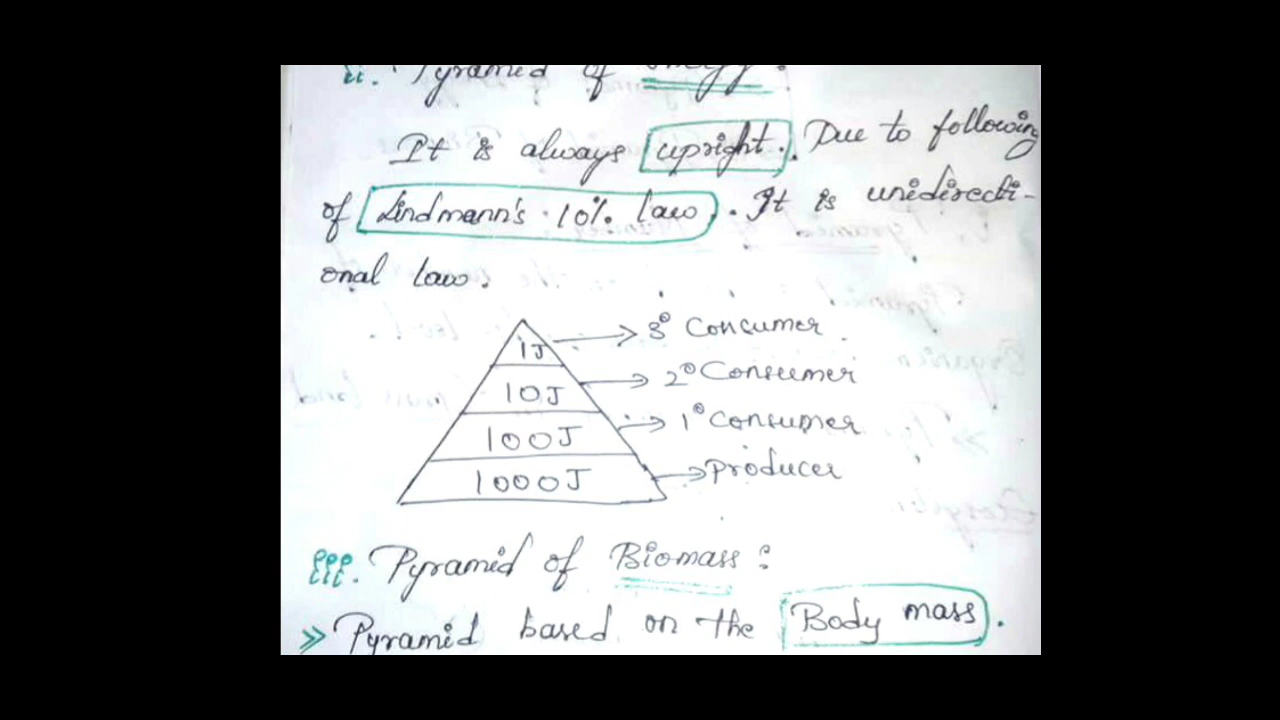 ii. Pyramid of Energy :
It is always upright. Due to following
of Lindmann's 10% law. It is unidirecti-
onal law.
1J → 3° Consumer
10J → 2° Consumer
100J → 1° Consumer
1000J → Producer
iii. Pyramid of Biomass :
» Pyramid based on the Body mass.